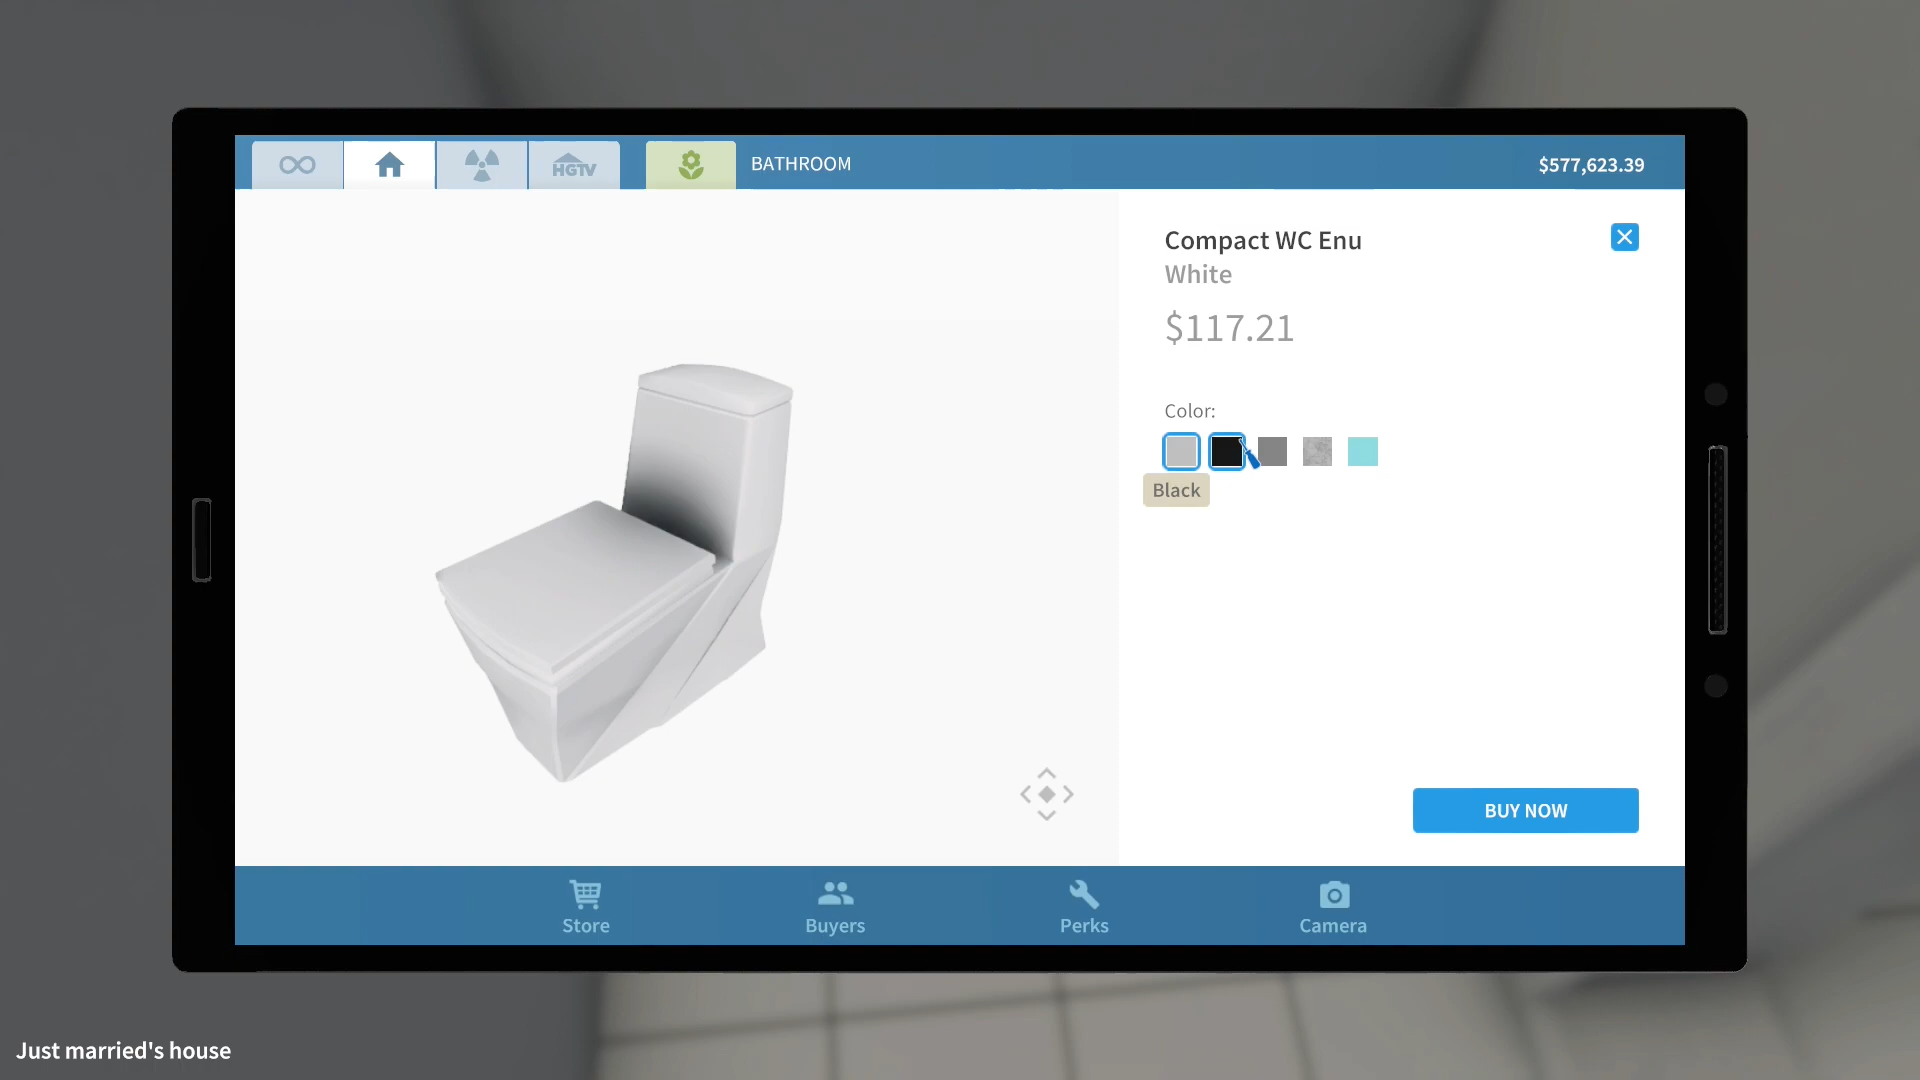 HGTV
BATHROOM
$577,623.39
Compact WC Enu
White
$117.21
Color:
Black
BUY NOW
Store
Buyers
Perks
Camera
Just married's house